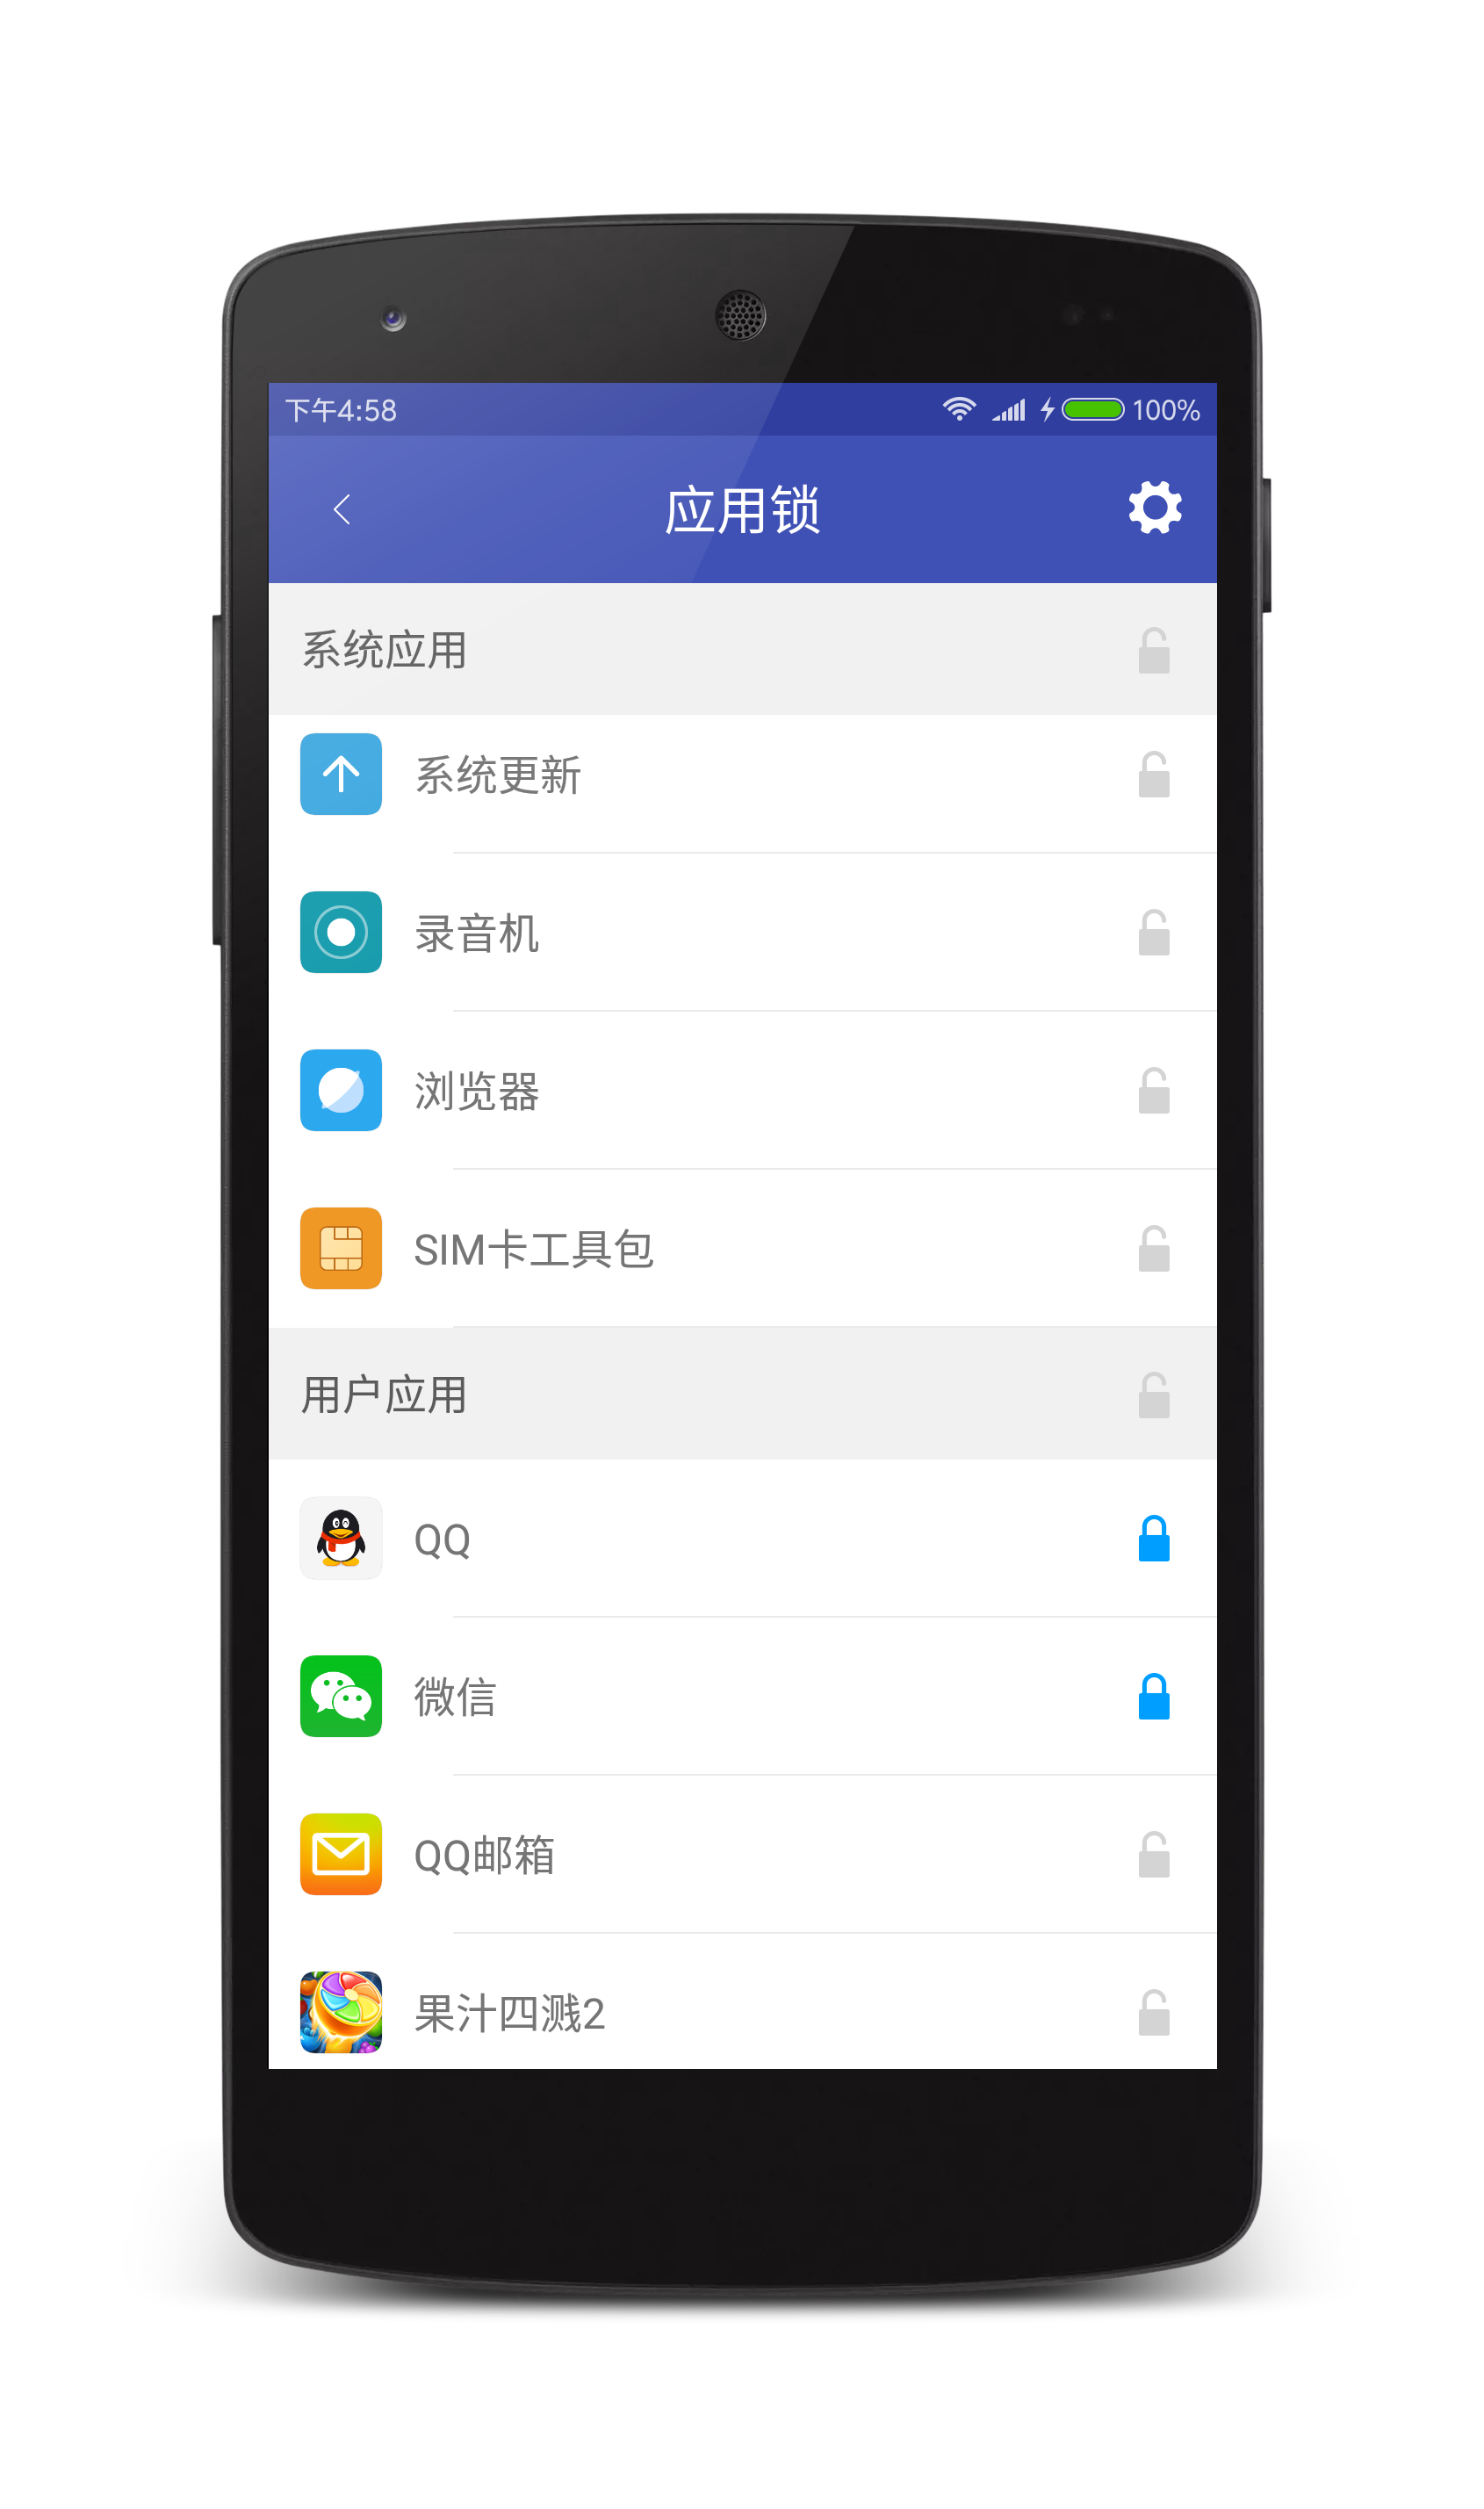 下午4:58 100%
应用锁
系统应用
系统更新
录音机
浏览器
SIM卡工具包
用户应用
QQ
微信
QQ邮箱
果汁四溅2